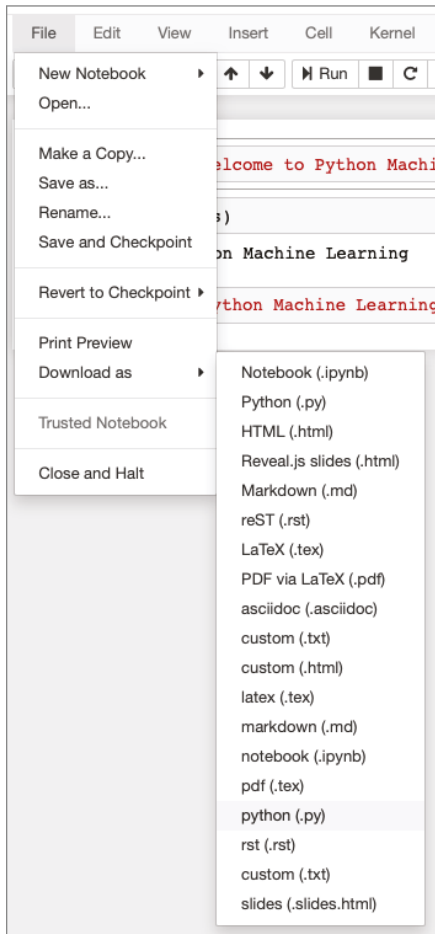 File Edit View Insert Cell Kernel
New Notebook
Run
Open...
Make a Copy...
to Python
Save as...
Rename...
s)
Save and Checkpoint
Machine Learning
Revert to Checkpoint
Machine Learning
Print Preview
Download as
Trusted Notebook
Close and Halt
Notebook (.ipynb)
Python (.py)
HTML (.html)
Reveal.js slides (.html)
Markdown (.md)
reST (.rst)
LaTeX (.tex)
PDF via LaTeX (.pdf)
asciidoc (.asciidoc)
custom (.txt)
custom (.html)
latex (.tex)
markdown (.md)
notebook (.ipynb)
pdf (.tex)
python (.py)
rst (.rst)
custom (.txt)
slides (.slides.html)